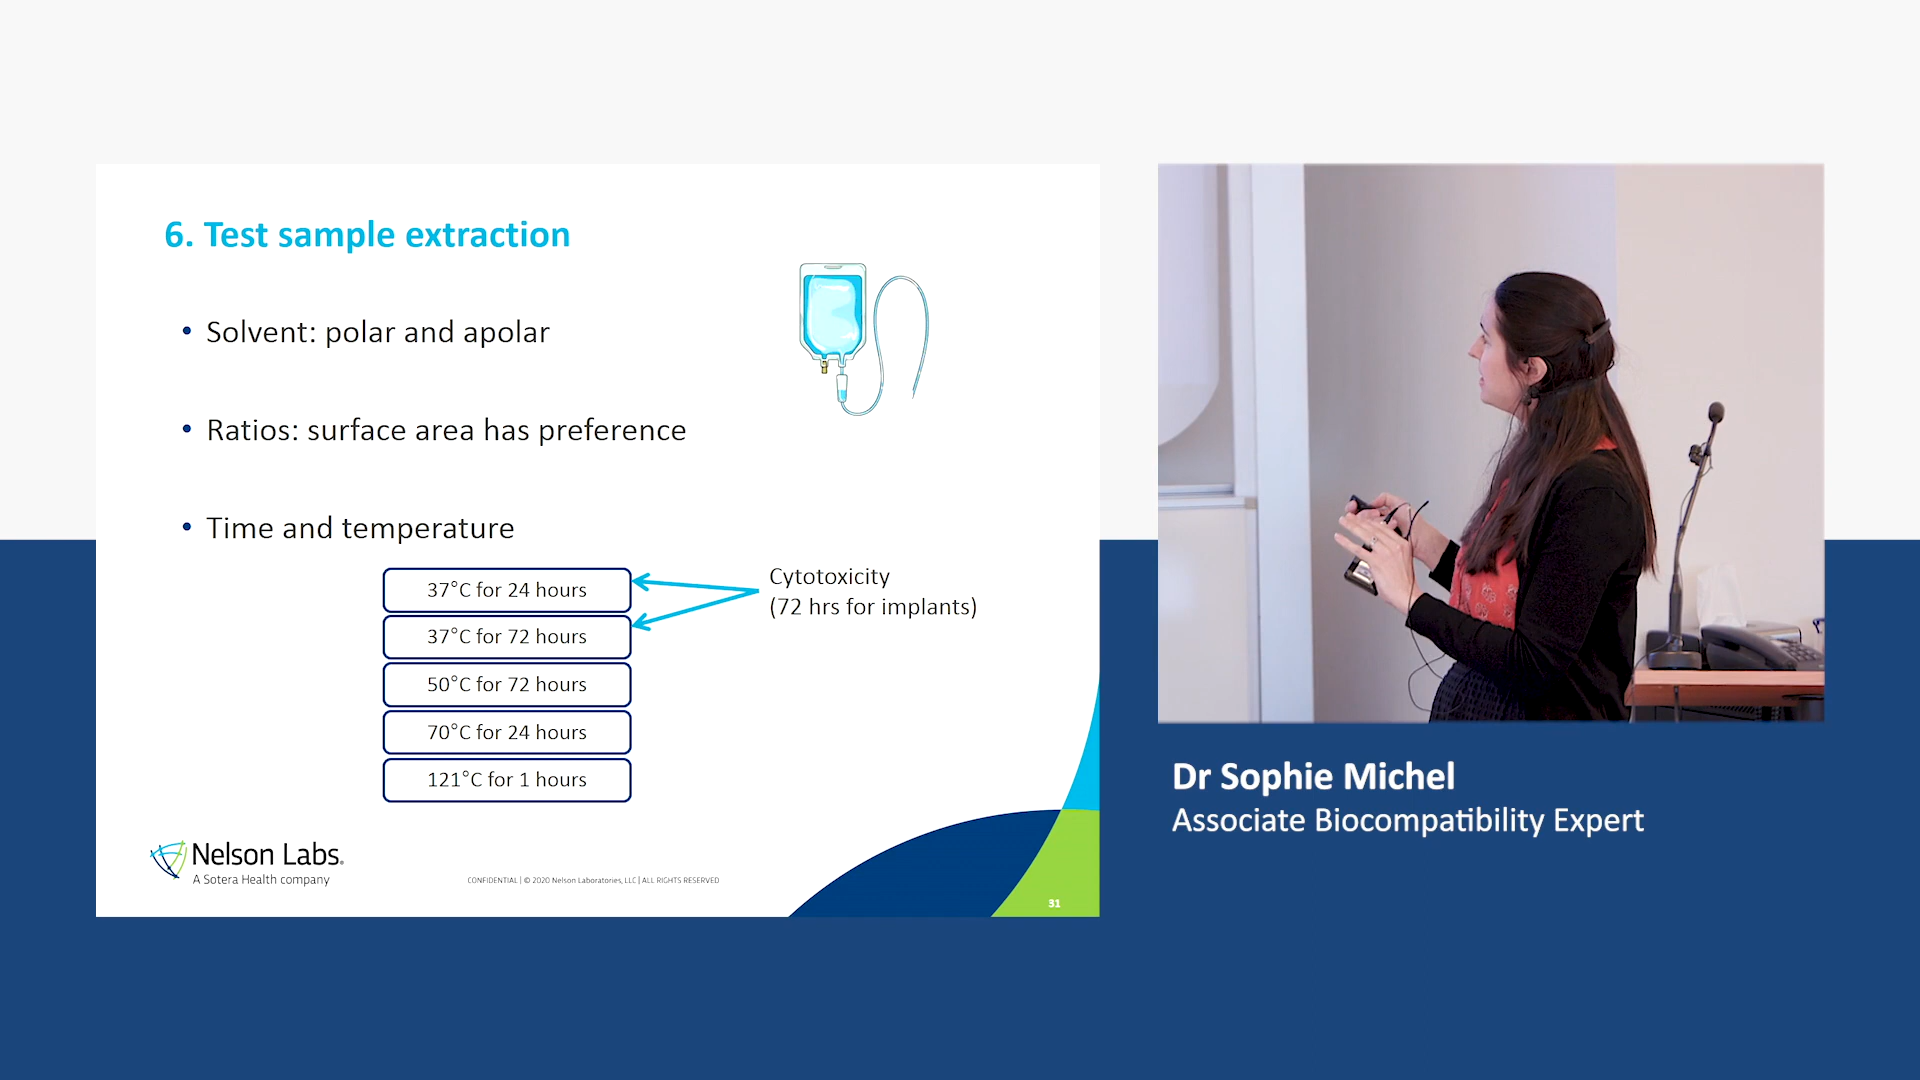 6. Test sample extraction
• Solvent: polar and apolar
• Ratios: surface area has preference
• Time and temperature
37°C for 24 hours
37°C for 72 hours
50°C for 72 hours
70°C for 24 hours
121°C for 1 hours
Cytotoxicity
(72 hrs for implants)
Nelson Labs®
A Sotera Health company
CONFIDENTIAL | © 2020 Nelson Laboratories, LLC | ALL RIGHTS RESERVED
31
Dr Sophie Michel
Associate Biocompatibility Expert